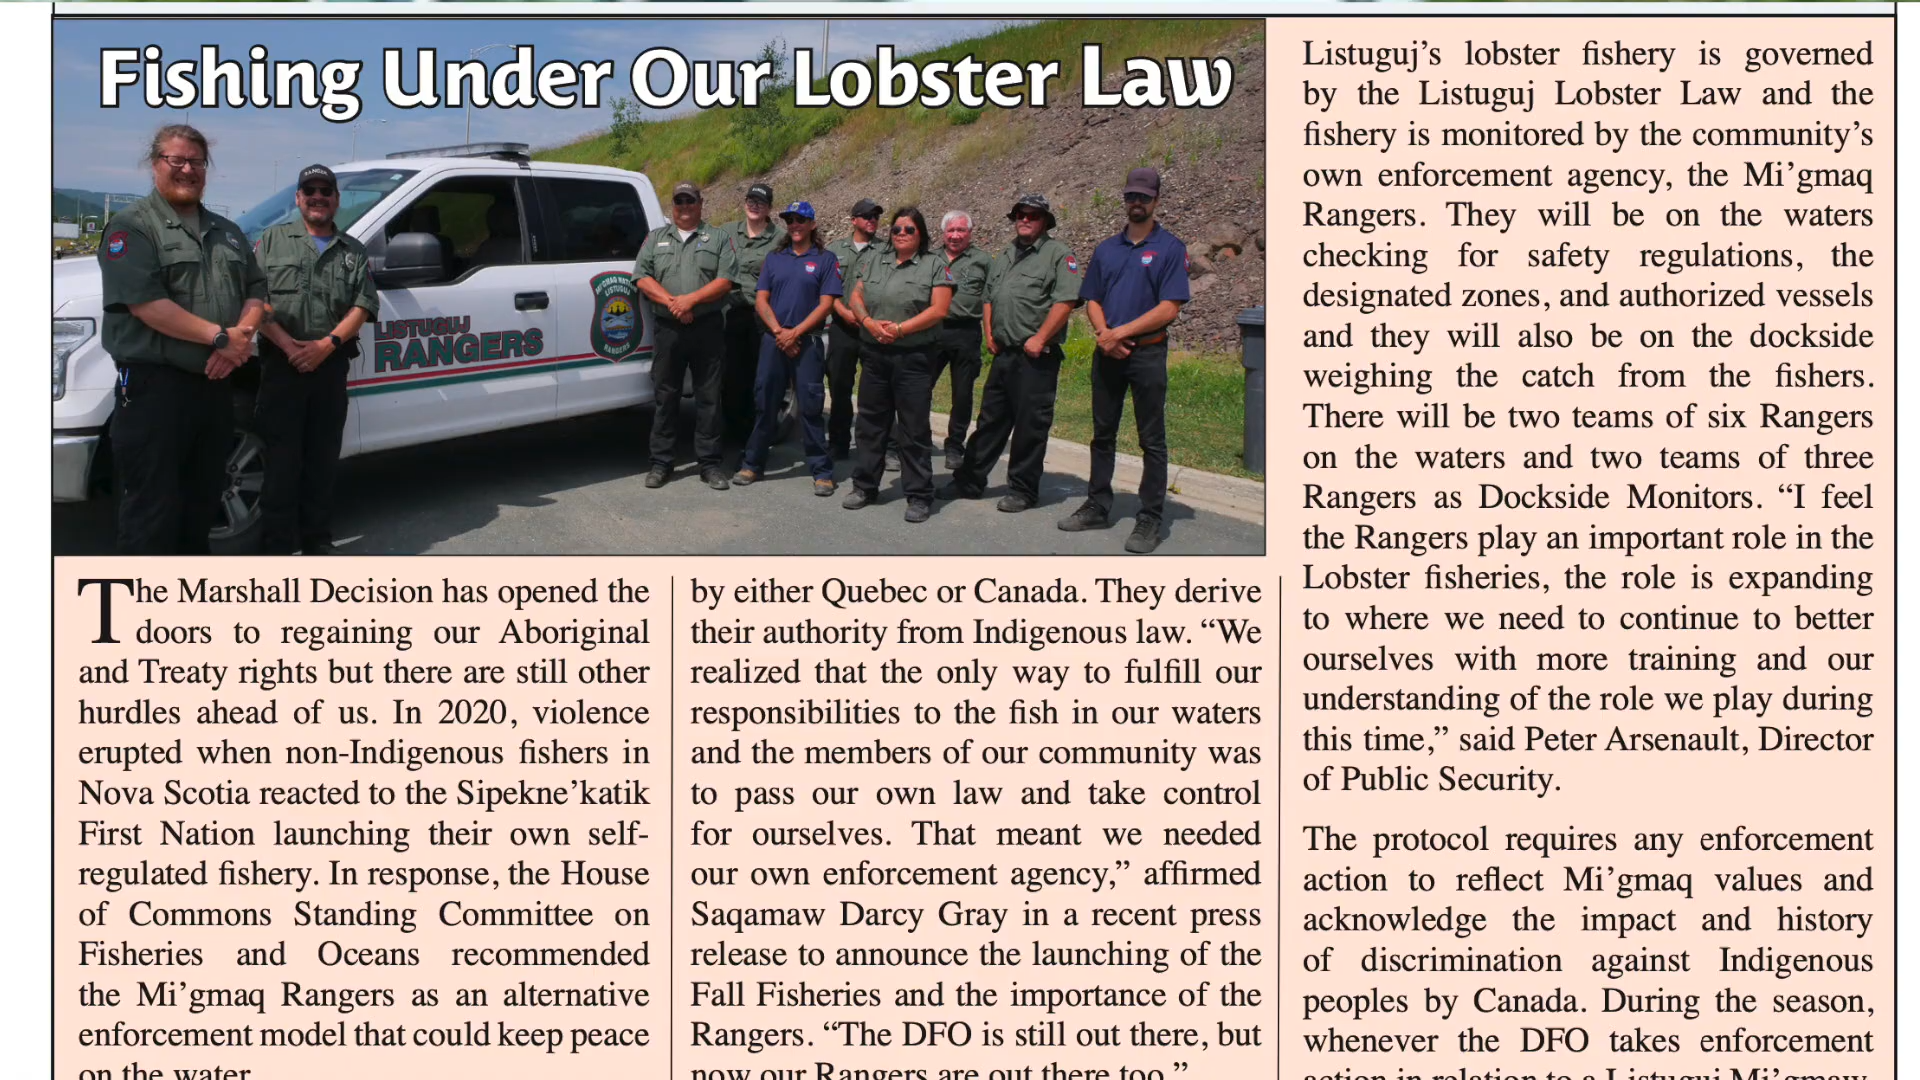 Fishing Under Our Lobster Law
RANGER
LISTUGUJ
RANGERS
LISTUGUJ
RANGERS
The Marshall Decision has opened the
doors to regaining our Aboriginal
and Treaty rights but there are still other
hurdles ahead of us. In 2020, violence
erupted when non-Indigenous fishers in
Nova Scotia reacted to the Sipekne’katik
First Nation launching their own self-
regulated fishery. In response, the House
of Commons Standing Committee on
Fisheries and Oceans recommended
the Mi’gmaq Rangers as an alternative
enforcement model that could keep peace
on the water.
by either Quebec or Canada. They derive
their authority from Indigenous law. “We
realized that the only way to fulfill our
responsibilities to the fish in our waters
and the members of our community was
to pass our own law and take control
for ourselves. That meant we needed
our own enforcement agency,” affirmed
Saqamaw Darcy Gray in a recent press
release to announce the launching of the
Fall Fisheries and the importance of the
Rangers. “The DFO is still out there, but
now our Rangers are out there too.”
Listuguj’s lobster fishery is governed
by the Listuguj Lobster Law and the
fishery is monitored by the community’s
own enforcement agency, the Mi’gmaq
Rangers. They will be on the waters
checking for safety regulations, the
designated zones, and authorized vessels
and they will also be on the dockside
weighing the catch from the fishers.
There will be two teams of six Rangers
on the waters and two teams of three
Rangers as Dockside Monitors. “I feel
the Rangers play an important role in the
Lobster fisheries, the role is expanding
to where we need to continue to better
ourselves with more training and our
understanding of the role we play during
this time,” said Peter Arsenault, Director
of Public Security.
The protocol requires any enforcement
action to reflect Mi’gmaq values and
acknowledge the impact and history
of discrimination against Indigenous
peoples by Canada. During the season,
whenever the DFO takes enforcement
action in relation to a Listuguj Mi’gmaw